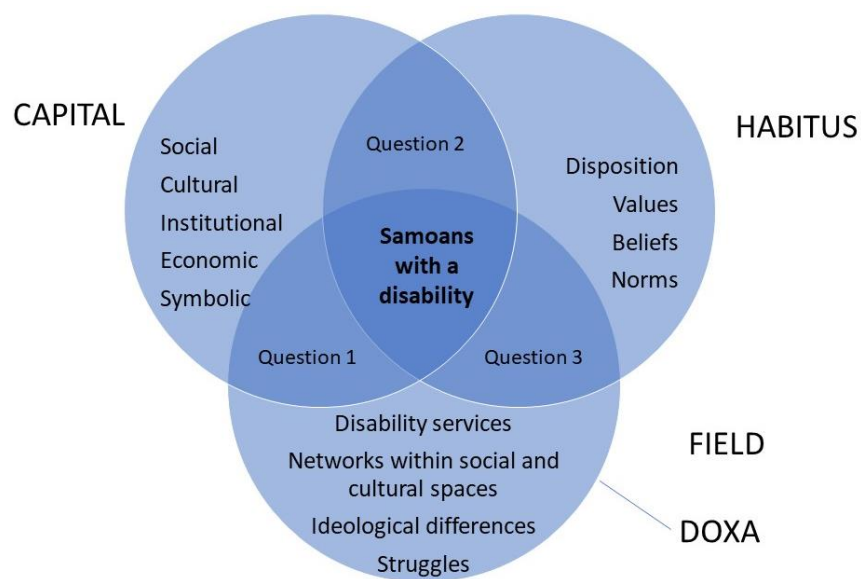 CAPITAL
HABITUS
Social
Cultural
Institutional
Economic
Symbolic
Question 2
Disposition
Values
Beliefs
Norms
Samoans
with a
disability
Question 1
Question 3
Disability services
Networks within social and
cultural spaces
Ideological differences
Struggles
FIELD
DOXA